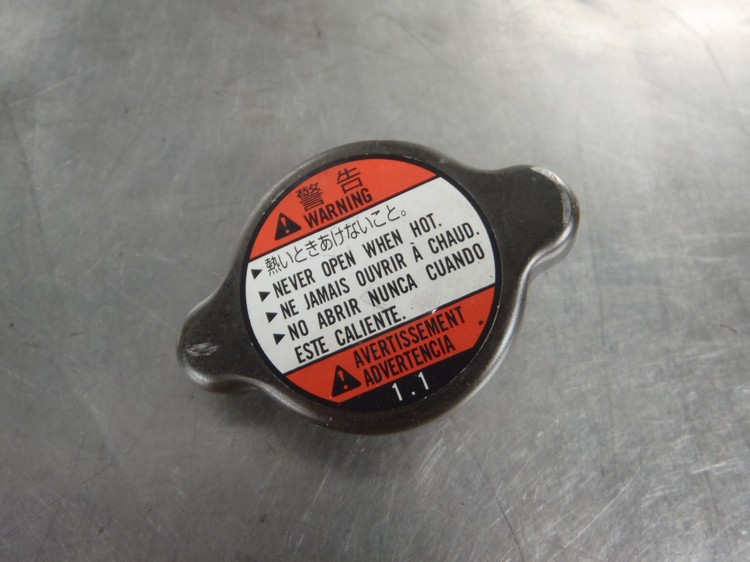 警告
WARNING
▶熱いときあけないこと。
▶NEVER OPEN WHEN HOT.
▶NE JAMAIS OUVRIR À CHAUD.
▶NO ABRIR NUNCA CUANDO
ESTE CALIENTE.
AVERTISSEMENT
ADVERTENCIA
1.1